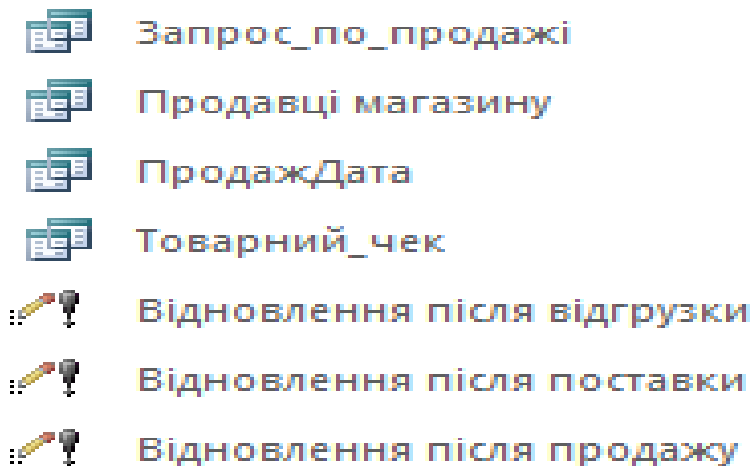 Запрос_по_продажі
Продавці магазину
ПродажДата
Товарний_чек
Відновлення після відгрузки
Відновлення після поставки
Відновлення після продажу